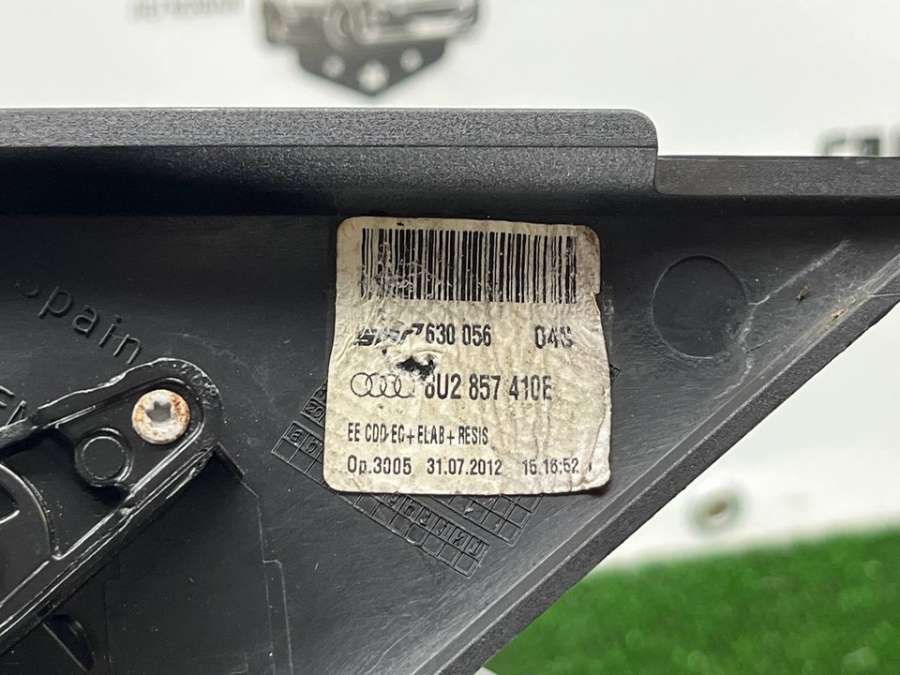 Spain
630 056 04S
8U2 857 410E
EE CDD EC+ELAB+RESIS
Op.3005 31.07.2012 15:16:52